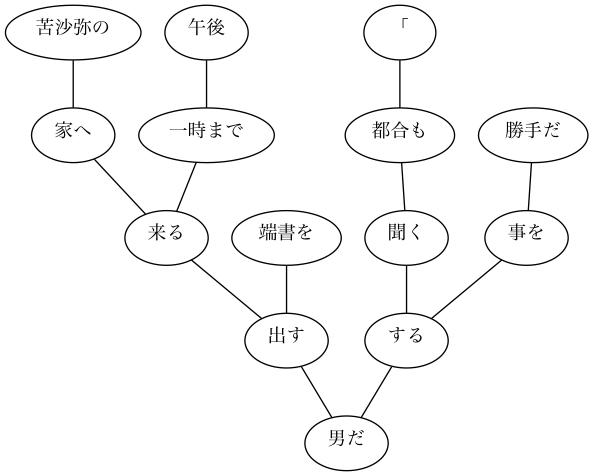 苦沙弥の
午後
「
家へ
一時まで
都合も
勝手だ
来る
端書を
聞く
事を
出す
する
男だ